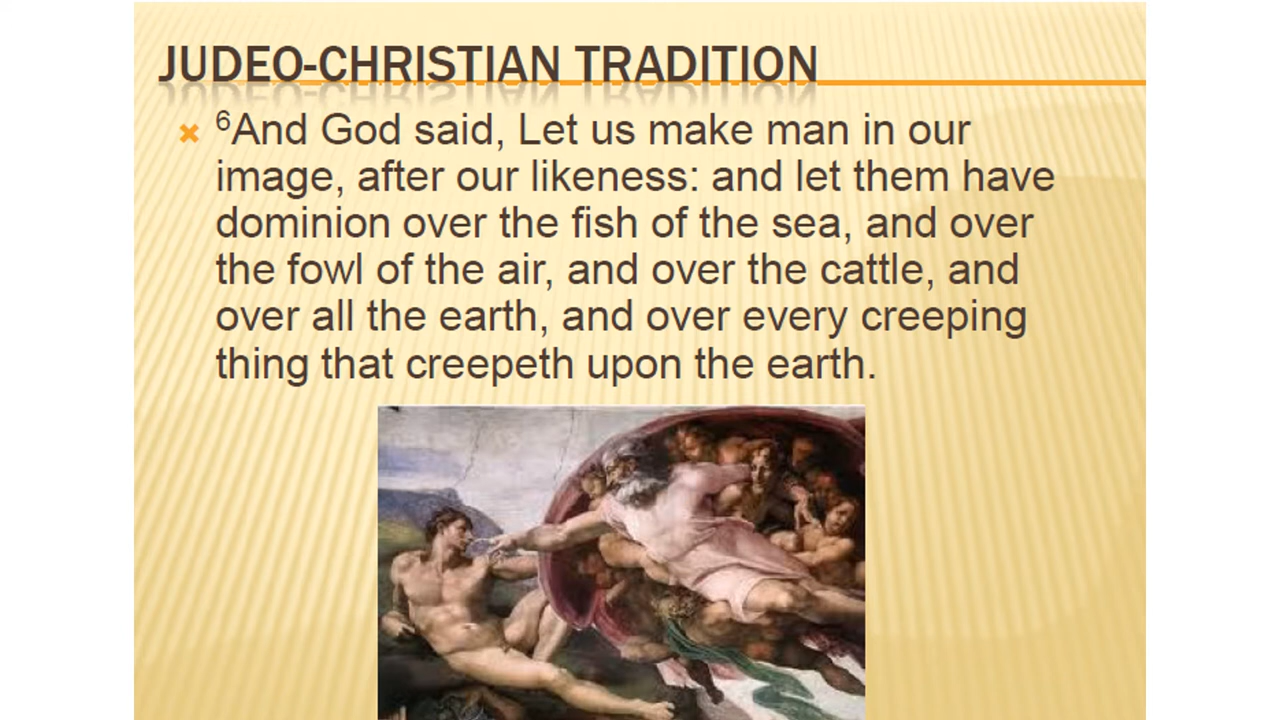 JUDEO-CHRISTIAN TRADITION
⁶And God said, Let us make man in our
image, after our likeness: and let them have
dominion over the fish of the sea, and over
the fowl of the air, and over the cattle, and
over all the earth, and over every creeping
thing that creepeth upon the earth.